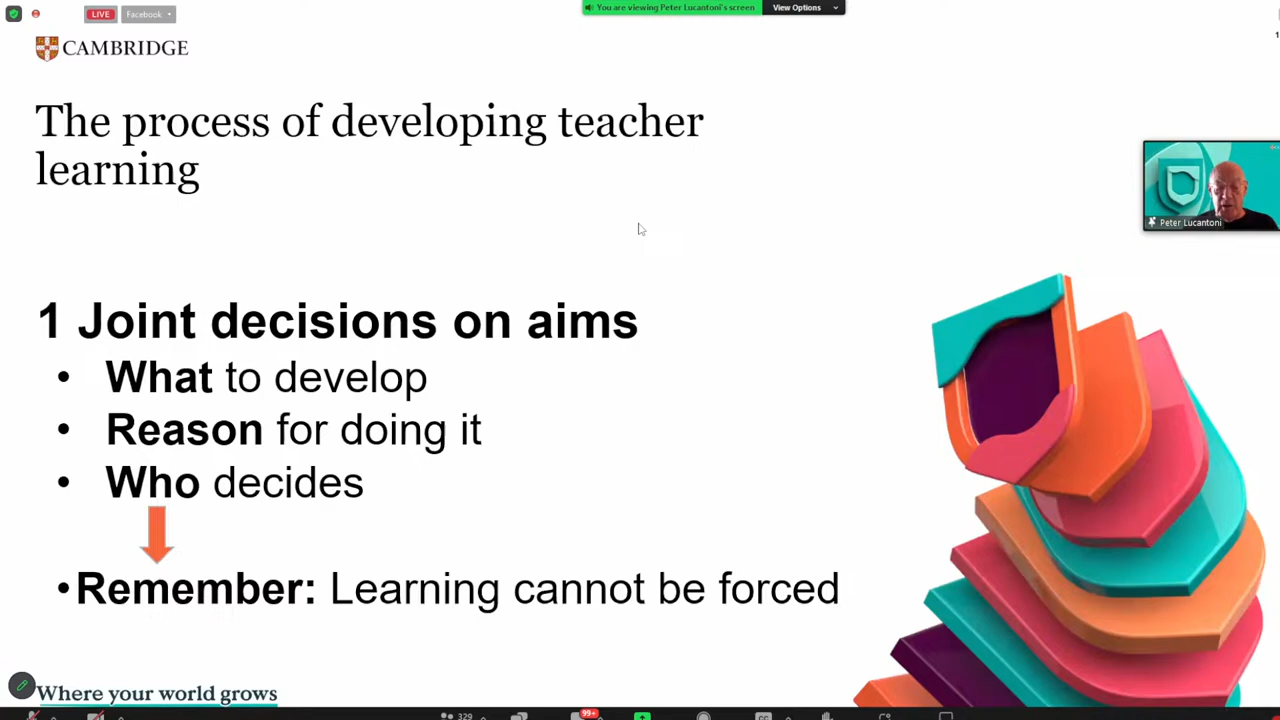 LIVE
Facebook
You are viewing Peter Lucantoni's screen
View Options
CAMBRIDGE
The process of developing teacher
learning
Peter Lucantoni
1 Joint decisions on aims
• What to develop
• Reason for doing it
• Who decides
•Remember: Learning cannot be forced
Where your world grows
329
99+